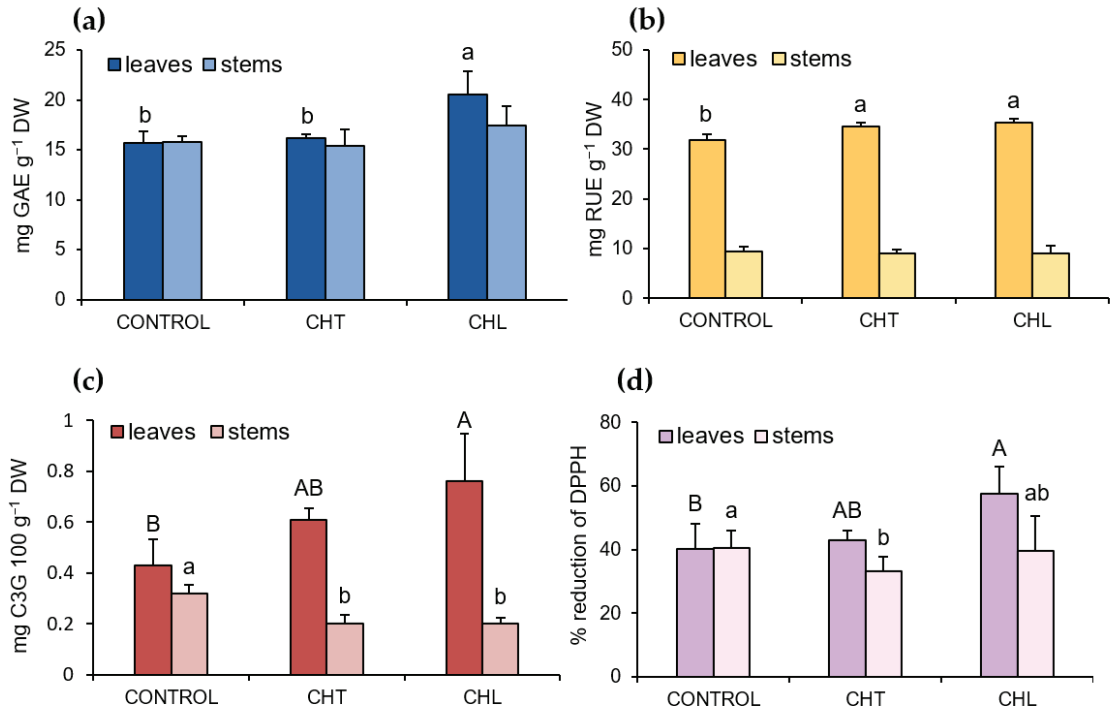 (a)
25
20
15
10
5
0
mg GAE g⁻¹ DW
leaves stems
b b a
CONTROL CHT CHL
(b)
50
40
30
20
10
0
mg RUE g⁻¹ DW
leaves stems
b a a
CONTROL CHT CHL
(c)
1
0.8
0.6
0.4
0.2
0
mg C3G 100 g⁻¹ DW
leaves stems
B a AB b A b
CONTROL CHT CHL
(d)
80
60
40
20
0
% reduction of DPPH
leaves stems
B a AB b A ab
CONTROL CHT CHL